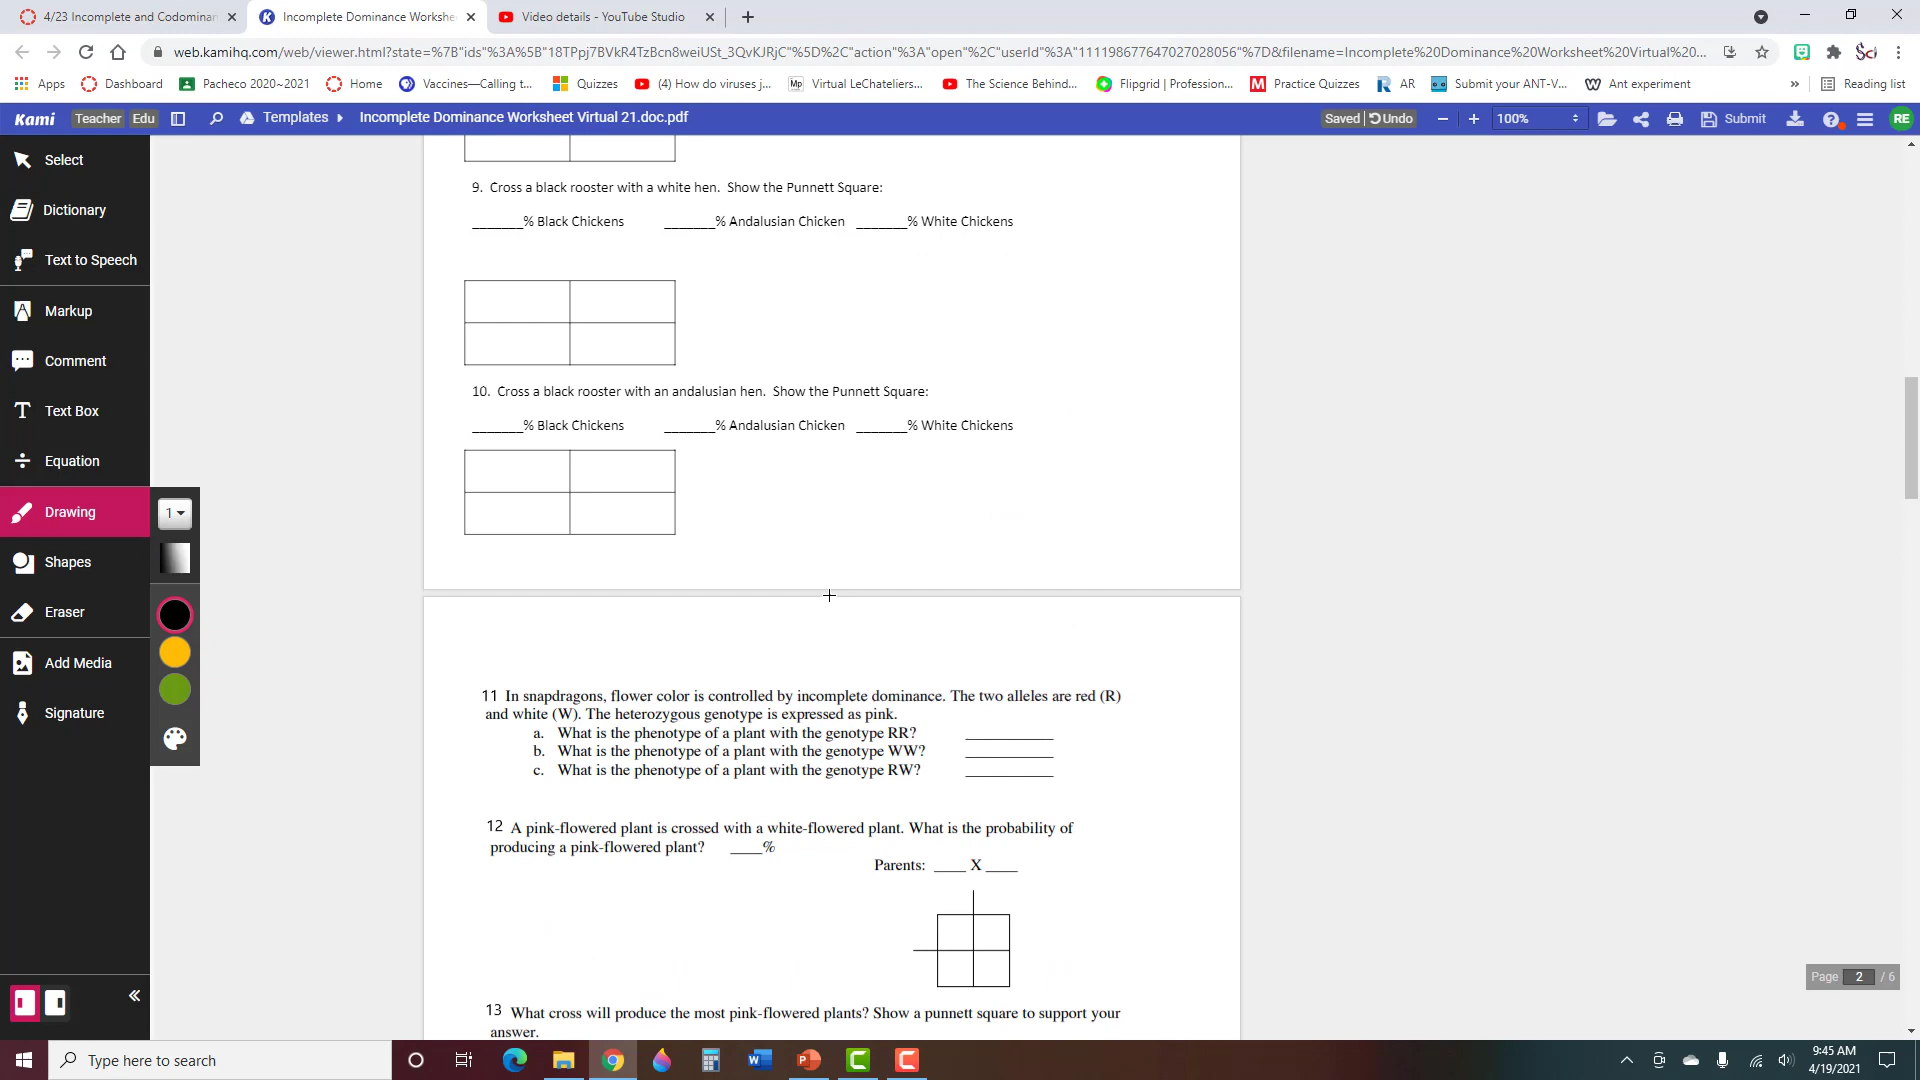 4/23 Incomplete and Codominan
Incomplete Dominance Workshe
Video details - YouTube Studio
web.kamihq.com/web/viewer.html?state=%7B"ids"%3A%5B"18TPpj7BVkR4TzBcn8weiUSt_3QvKJRjC"%5D%2C"action"%3A"open"%2C"userId"%3A"111198677647027028056"%7D&filename=Incomplete%20Dominance%20Worksheet%20Virtual%20...
Apps
Dashboard
Pacheco 2020~2021
Home
Vaccines—Calling t...
Quizzes
(4) How do viruses j...
Mp Virtual LeChateliers...
The Science Behind...
Flipgrid | Profession...
M Practice Quizzes
AR
Submit your ANT-V...
Ant experiment
»
Reading list
Kami
Teacher
Edu
Templates
Incomplete Dominance Worksheet Virtual 21.doc.pdf
Saved | Undo
100%
Submit
RE
Select
Dictionary
Text to Speech
Markup
Comment
Text Box
Equation
Drawing
1
Shapes
Eraser
Add Media
Signature
9. Cross a black rooster with a white hen. Show the Punnett Square:
_______% Black Chickens _______% Andalusian Chicken _______% White Chickens
10. Cross a black rooster with an andalusian hen. Show the Punnett Square:
_______% Black Chickens _______% Andalusian Chicken _______% White Chickens
11 In snapdragons, flower color is controlled by incomplete dominance. The two alleles are red (R)
and white (W). The heterozygous genotype is expressed as pink.
a. What is the phenotype of a plant with the genotype RR? ___________
b. What is the phenotype of a plant with the genotype WW? ___________
c. What is the phenotype of a plant with the genotype RW? ___________
12 A pink-flowered plant is crossed with a white-flowered plant. What is the probability of
producing a pink-flowered plant? ____%
Parents: ____ X ____
13 What cross will produce the most pink-flowered plants? Show a punnett square to support your
answer.
Page 2 / 6
Type here to search
9:45 AM
4/19/2021